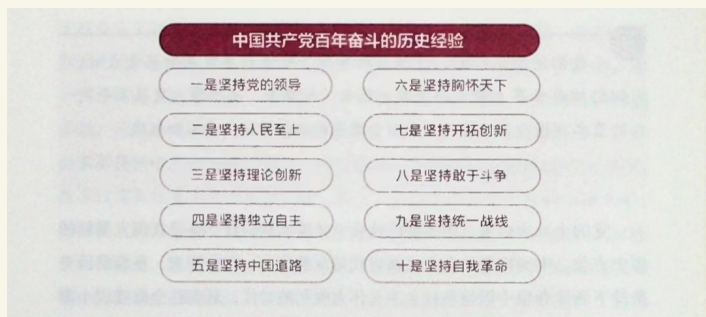 中国共产党百年奋斗的历史经验
一是坚持党的领导
二是坚持人民至上
三是坚持理论创新
四是坚持独立自主
五是坚持中国道路
六是坚持胸怀天下
七是坚持开拓创新
八是坚持敢于斗争
九是坚持统一战线
十是坚持自我革命